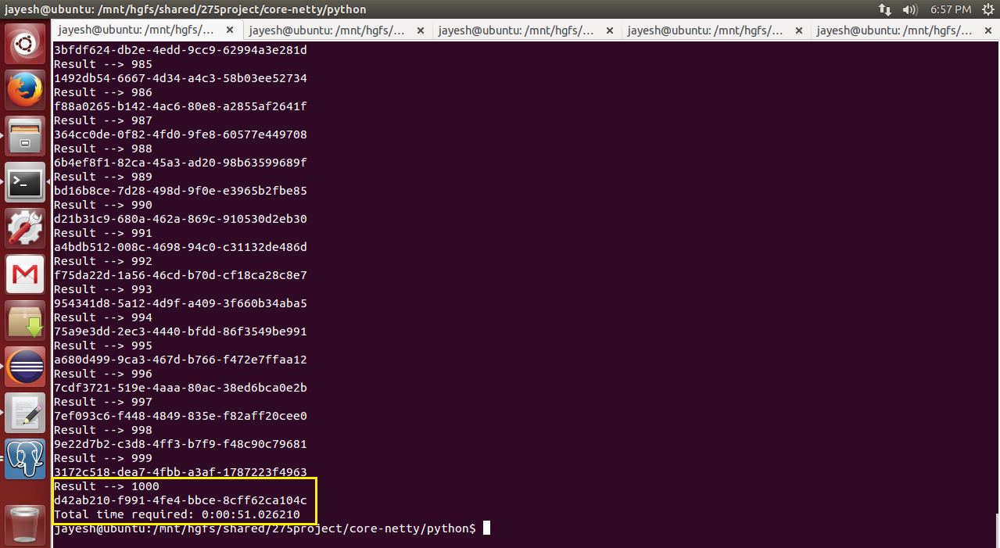 jayesh@ubuntu: /mnt/hgfs/shared/275project/core-netty/python
6:57 PM
jayesh@ubuntu: /mnt/hgfs/... × jayesh@ubuntu: /mnt/hgfs/... × jayesh@ubuntu: /mnt/hgfs/... × jayesh@ubuntu: /mnt/hgfs/... × jayesh@ubuntu: /mnt/hgfs/... ×
3bfdf624-db2e-4edd-9cc9-62994a3e281d
Result --> 985
1492db54-6667-4d34-a4c3-58b03ee52734
Result --> 986
f88a0265-b142-4ac6-80e8-a2855af2641f
Result --> 987
364cc0de-0f82-4fd0-9fe8-60577e449708
Result --> 988
6b4ef8f1-82ca-45a3-ad20-98b63599689f
Result --> 989
bd16b8ce-7d28-498d-9f0e-e3965b2fbe85
Result --> 990
d21b31c9-680a-462a-869c-910530d2eb30
Result --> 991
a4bdb512-008c-4698-94c0-c31132de486d
Result --> 992
f75da22d-1a56-46cd-b70d-cf18ca28c8e7
Result --> 993
954341d8-5a12-4d9f-a409-3f660b34aba5
Result --> 994
75a9e3dd-2ec3-4440-bfdd-86f3549be991
Result --> 995
a680d499-9ca3-467d-b766-f472e7ffaa12
Result --> 996
7cdf3721-519e-4aaa-80ac-38ed6bca0e2b
Result --> 997
7ef093c6-f448-4849-835e-f82aff20cee0
Result --> 998
9e22d7b2-c3d8-4ff3-b7f9-f48c90c79681
Result --> 999
3172c518-dea7-4fbb-a3af-1787223f4963
Result --> 1000
d42ab210-f991-4fe4-bbce-8cff62ca104c
Total time required: 0:00:51.026210
jayesh@ubuntu:/mnt/hgfs/shared/275project/core-netty/python$